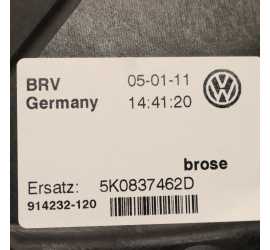 BRV 05-01-11
Germany 14:41:20
brose
Ersatz: 5K0837462D
914232-120